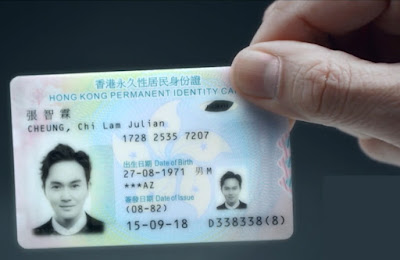 香港永久性居民身份證
HONG KONG PERMANENT IDENTITY CA
張智霖
CHEUNG, Chi Lam Julian
1728 2535 7207
出生日期 Date of Birth
27-08-1971 男 M
***AZ
簽發日期 Date of Issue
(08-82)
15-09-18 D338338(8)